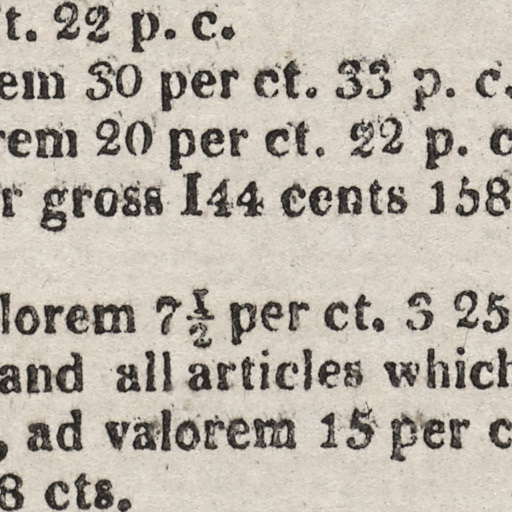 t. 22 p. c.
em 30 per ct. 33 p. c.
rem 20 per ct. 22 p. c
r gross 144 cents 158
lorem 7½ per ct. 3 25
and all articles which
, ad valorem 15 per c
8 cts.